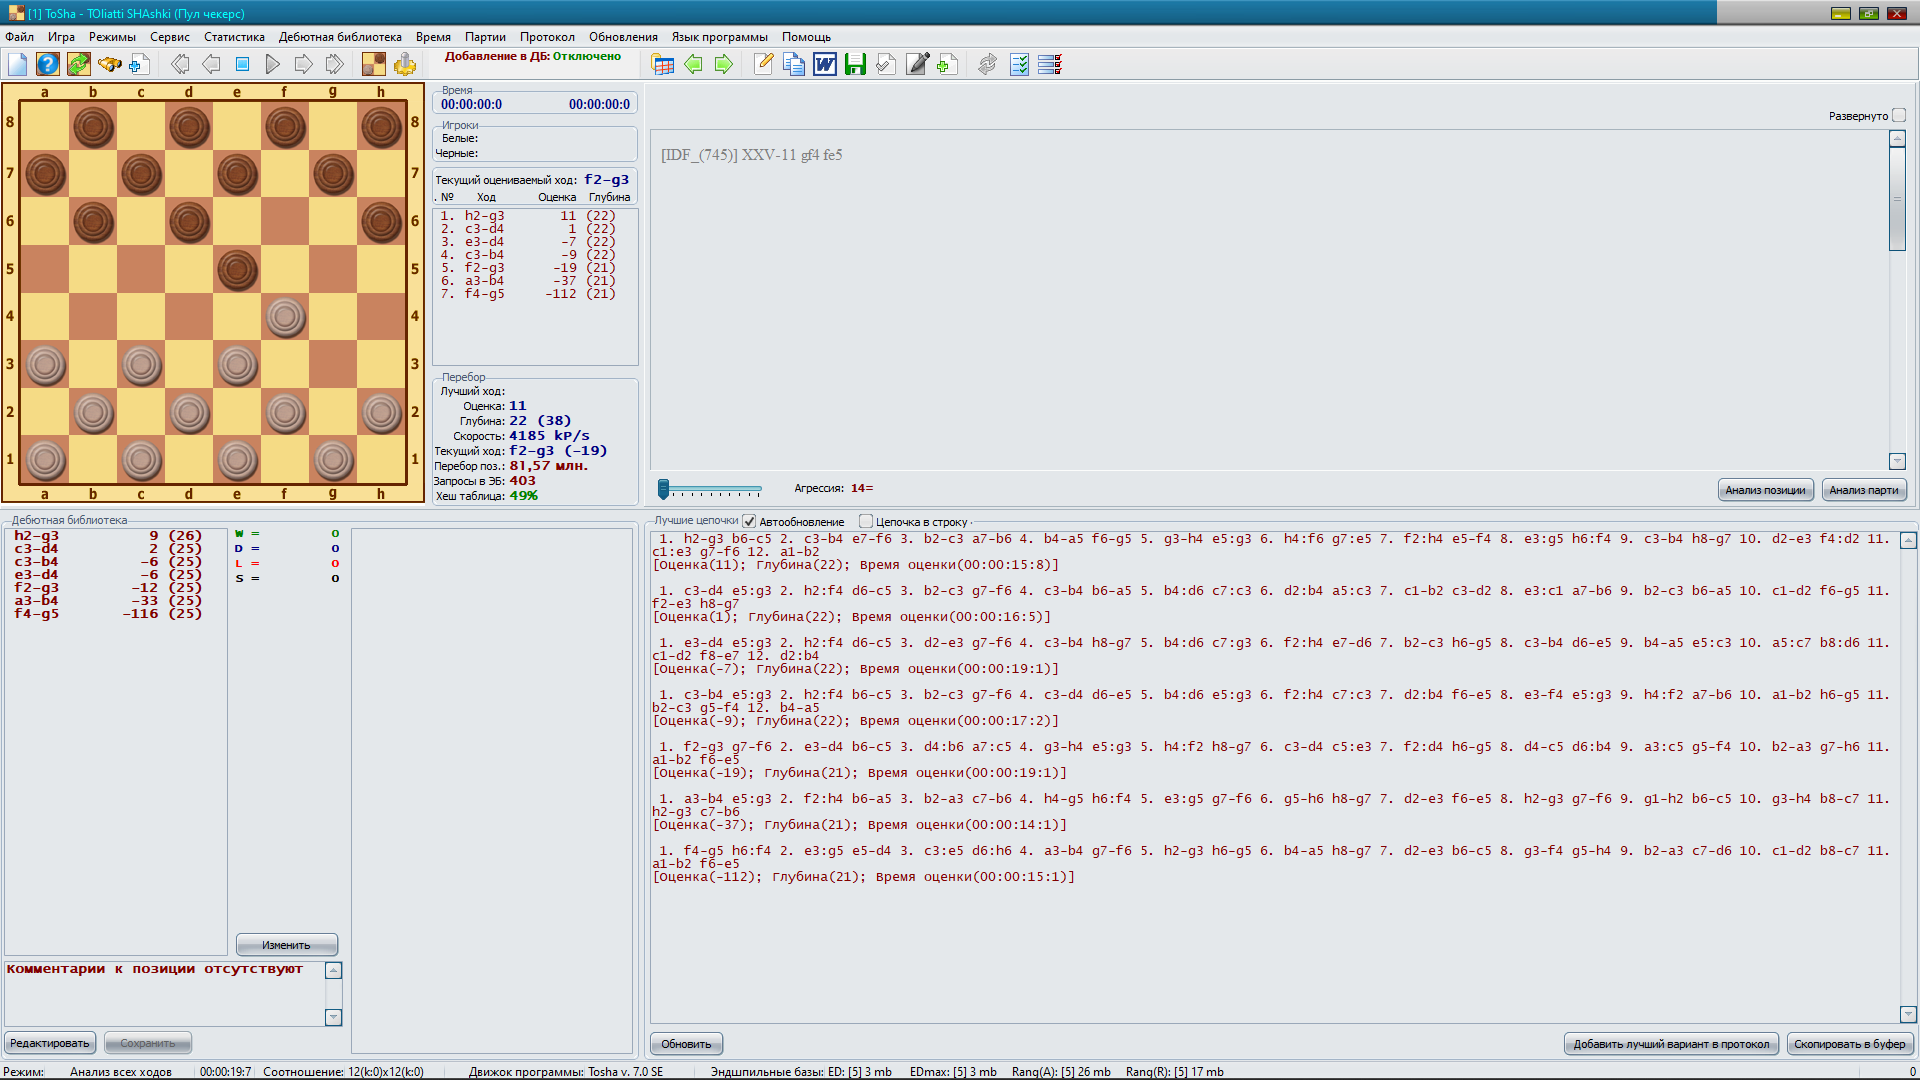 [1] ToSha - TOliatti SHAshki (Пул чекерс)
Файл Игра Режимы Сервис Статистика Дебютная библиотека Время Партии Протокол Обновления Язык программы Помощь
Добавление в ДБ: Отключено
a b c d e f g h
8 8
7 7
6 6
5 5
4 4
3 3
2 2
1 1
a b c d e f g h
Время
00:00:00:0 00:00:00:0
Игроки
Белые:
Черные:
Текущий оцениваемый ход: f2-g3
. № Ход Оценка Глубина
1. h2-g3 11 (22)
2. c3-d4 1 (22)
3. e3-d4 -7 (22)
4. c3-b4 -9 (22)
5. f2-g3 -19 (21)
6. a3-b4 -37 (21)
7. f4-g5 -112 (21)
Перебор
Лучший ход:
Оценка: 11
Глубина: 22 (38)
Скорость: 4185 kP/s
Текущий ход: f2-g3 (-19)
Перебор поз.: 81,57 млн.
Запросы в ЭБ: 403
Хеш таблица: 49%
Развернуто
[IDF_(745)] XXV-11 gf4 fe5
Агрессия: 14=
Анализ позиции Анализ парти
Дебютная библиотека
h2-g3 9 (26)
c3-d4 2 (25)
c3-b4 -6 (25)
e3-d4 -6 (25)
f2-g3 -12 (25)
a3-b4 -33 (25)
f4-g5 -116 (25)
W = 0
D = 0
L = 0
S = 0
Изменить
Комментарии к позиции отсутствуют
Редактировать Сохранить
Лучшие цепочки Автообновление Цепочка в строку
1. h2-g3 b6-c5 2. c3-b4 e7-f6 3. b2-c3 a7-b6 4. b4-a5 f6-g5 5. g3-h4 e5:g3 6. h4:f6 g7:e5 7. f2:h4 e5-f4 8. e3:g5 h6:f4 9. c3-b4 h8-g7 10. d2-e3 f4:d2 11.
c1:e3 g7-f6 12. a1-b2
[Оценка(11); Глубина(22); Время оценки(00:00:15:8)]
1. c3-d4 e5:g3 2. h2:f4 d6-c5 3. b2-c3 g7-f6 4. c3-b4 b6-a5 5. b4:d6 c7:c3 6. d2:b4 a5:c3 7. c1-b2 c3-d2 8. e3:c1 a7-b6 9. b2-c3 b6-a5 10. c1-d2 f6-g5 11.
f2-e3 h8-g7
[Оценка(1); Глубина(22); Время оценки(00:00:16:5)]
1. e3-d4 e5:g3 2. h2:f4 d6-c5 3. d2-e3 g7-f6 4. c3-b4 h8-g7 5. b4:d6 c7:g3 6. f2:h4 e7-d6 7. b2-c3 h6-g5 8. c3-b4 d6-e5 9. b4-a5 e5:c3 10. a5:c7 b8:d6 11.
c1-d2 f8-e7 12. d2:b4
[Оценка(-7); Глубина(22); Время оценки(00:00:19:1)]
1. c3-b4 e5:g3 2. h2:f4 b6-c5 3. b2-c3 g7-f6 4. c3-d4 d6-e5 5. b4:d6 e5:g3 6. f2:h4 c7:c3 7. d2:b4 f6-e5 8. e3-f4 e5:g3 9. h4:f2 a7-b6 10. a1-b2 h6-g5 11.
b2-c3 g5-f4 12. b4-a5
[Оценка(-9); Глубина(22); Время оценки(00:00:17:2)]
1. f2-g3 g7-f6 2. e3-d4 b6-c5 3. d4:b6 a7:c5 4. g3-h4 e5:g3 5. h4:f2 h8-g7 6. c3-d4 c5:e3 7. f2:d4 h6-g5 8. d4-c5 d6:b4 9. a3:c5 g5-f4 10. b2-a3 g7-h6 11.
a1-b2 f6-e5
[Оценка(-19); Глубина(21); Время оценки(00:00:19:1)]
1. a3-b4 e5:g3 2. f2:h4 b6-a5 3. b2-a3 c7-b6 4. h4-g5 h6:f4 5. e3:g5 g7-f6 6. g5-h6 h8-g7 7. d2-e3 f6-e5 8. h2-g3 g7-f6 9. g1-h2 b6-c5 10. g3-h4 b8-c7 11.
h2-g3 c7-b6
[Оценка(-37); Глубина(21); Время оценки(00:00:14:1)]
1. f4-g5 h6:f4 2. e3:g5 e5-d4 3. c3:e5 d6:h6 4. a3-b4 g7-f6 5. h2-g3 h6-g5 6. b4-a5 h8-g7 7. d2-e3 b6-c5 8. g3-f4 g5-h4 9. b2-a3 c7-d6 10. c1-d2 b8-c7 11.
a1-b2 f6-e5
[Оценка(-112); Глубина(21); Время оценки(00:00:15:1)]
Обновить Добавить лучший вариант в протокол Скопировать в буфер
Режим: Анализ всех ходов 00:00:19:7 Соотношение: 12(k:0)x12(k:0) Движок программы: Tosha v. 7.0 SE Эндшпильные базы: ED: [5] 3 mb EDmax: [5] 3 mb Rang(A): [5] 26 mb Rang(R): [5] 17 mb 0